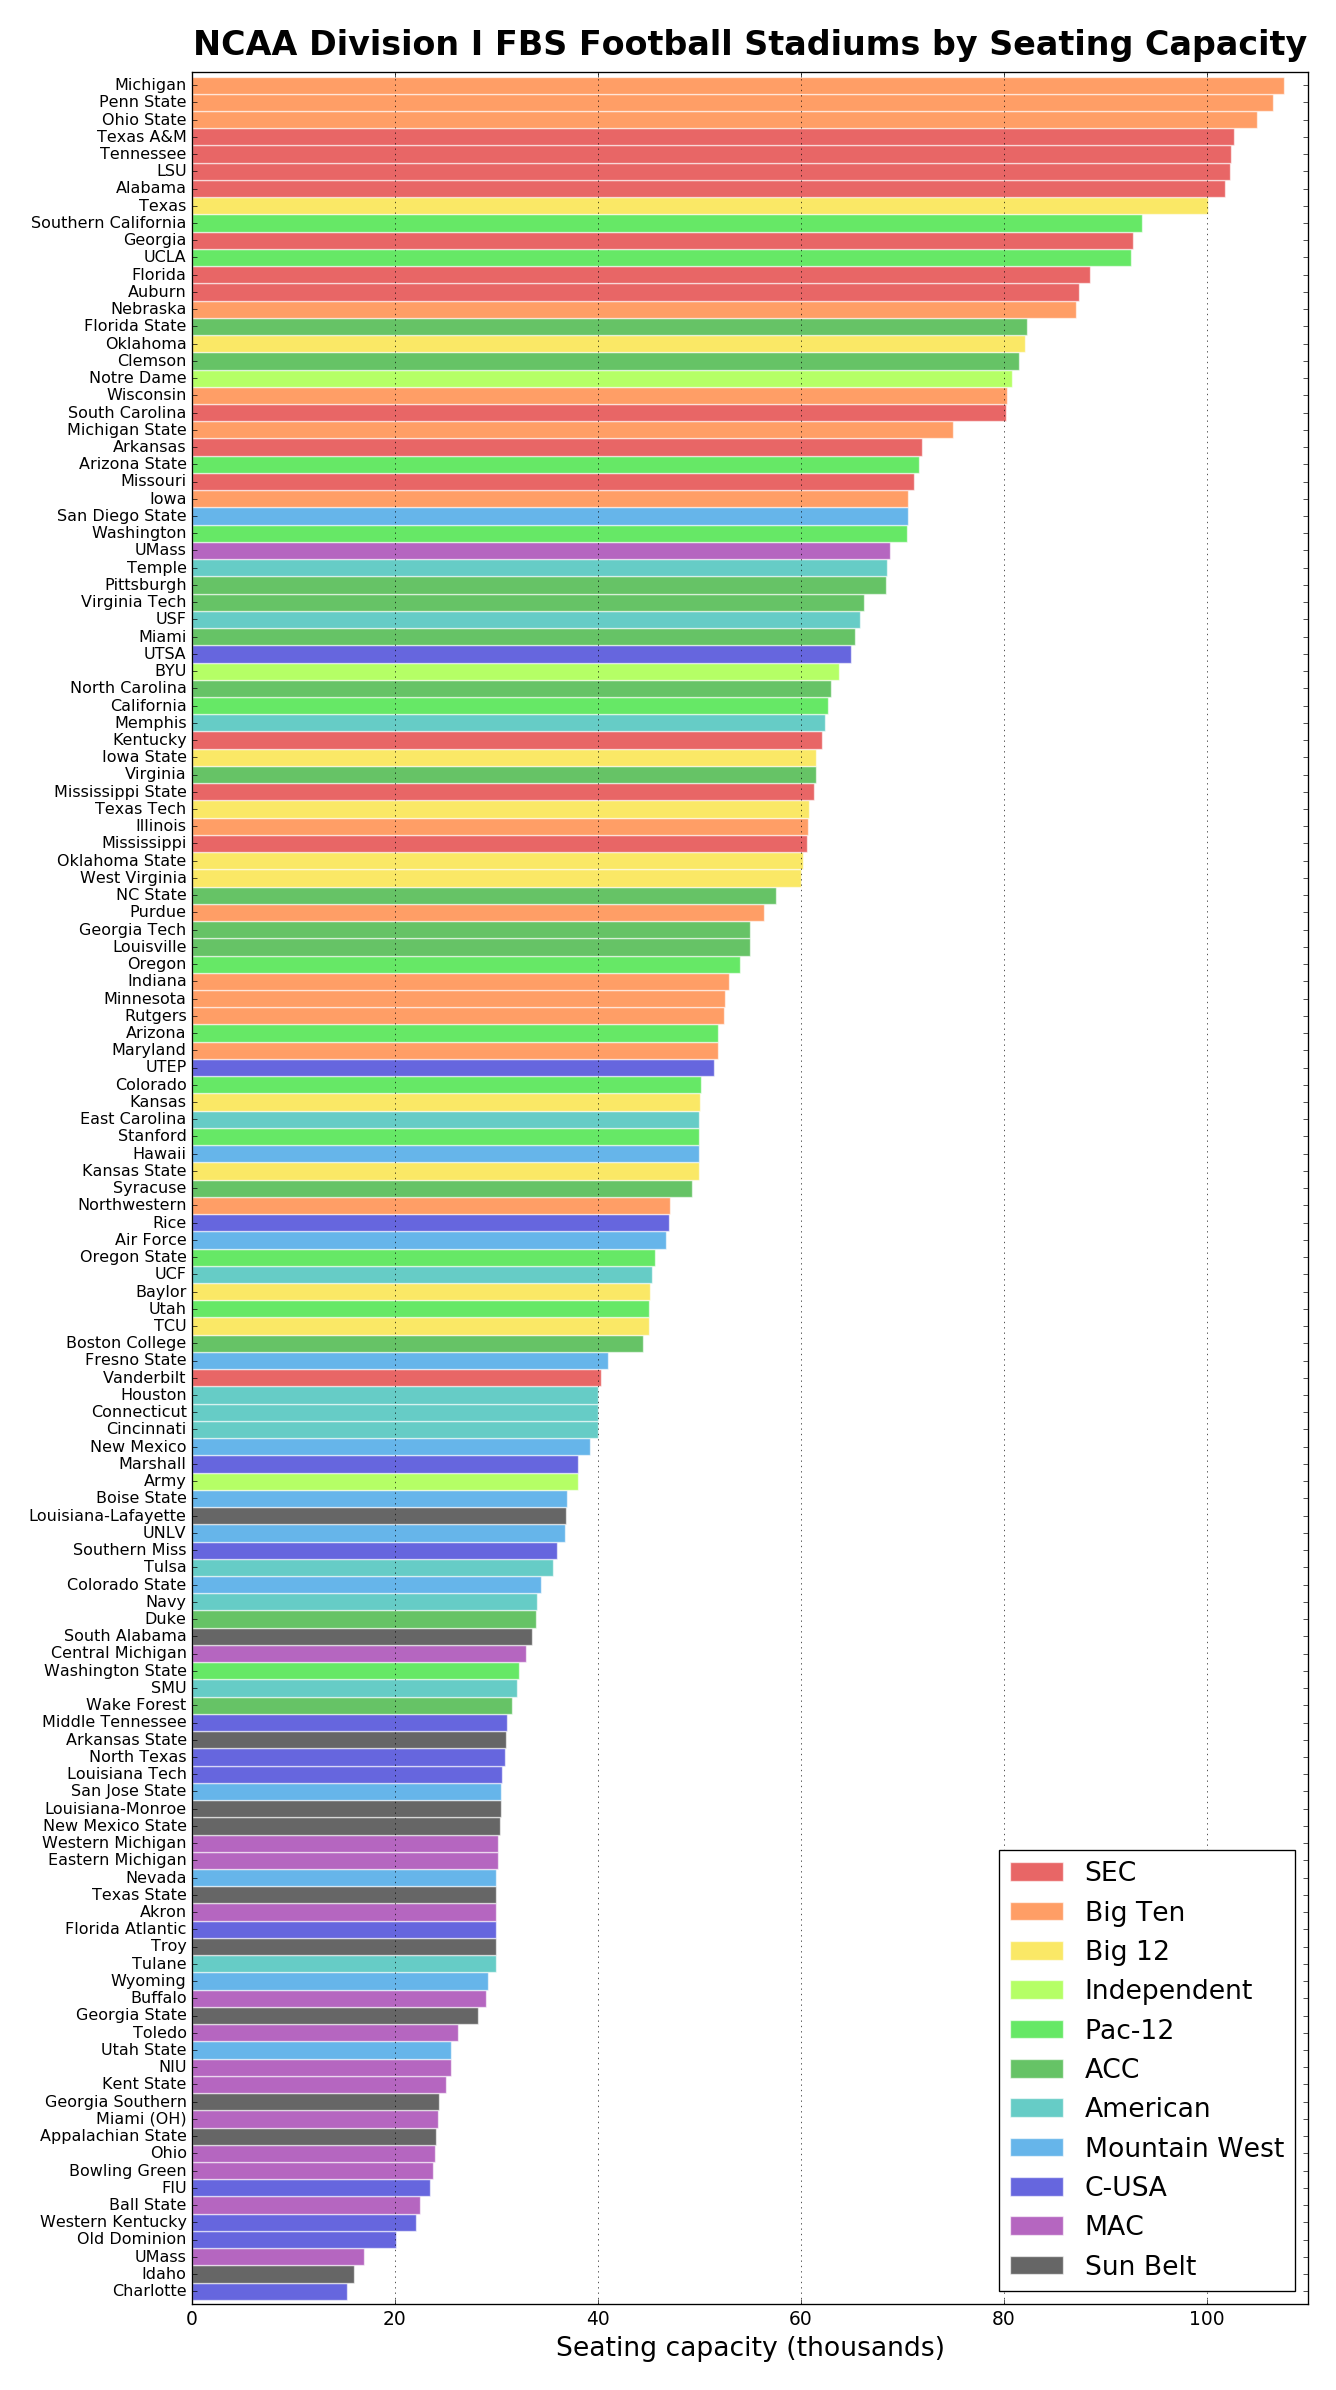 NCAA Division I FBS Football Stadiums by Seating Capacity
Michigan
Penn State
Ohio State
Texas A&M
Tennessee
LSU
Alabama
Texas
Southern California
Georgia
UCLA
Florida
Auburn
Nebraska
Florida State
Oklahoma
Clemson
Notre Dame
Wisconsin
South Carolina
Michigan State
Arkansas
Arizona State
Missouri
Iowa
San Diego State
Washington
UMass
Temple
Pittsburgh
Virginia Tech
USF
Miami
UTSA
BYU
North Carolina
California
Memphis
Kentucky
Iowa State
Virginia
Mississippi State
Texas Tech
Illinois
Mississippi
Oklahoma State
West Virginia
NC State
Purdue
Georgia Tech
Louisville
Oregon
Indiana
Minnesota
Rutgers
Arizona
Maryland
UTEP
Colorado
Kansas
East Carolina
Stanford
Hawaii
Kansas State
Syracuse
Northwestern
Rice
Air Force
Oregon State
UCF
Baylor
Utah
TCU
Boston College
Fresno State
Vanderbilt
Houston
Connecticut
Cincinnati
New Mexico
Marshall
Army
Boise State
Louisiana-Lafayette
UNLV
Southern Miss
Tulsa
Colorado State
Navy
Duke
South Alabama
Central Michigan
Washington State
SMU
Wake Forest
Middle Tennessee
Arkansas State
North Texas
Louisiana Tech
San Jose State
Louisiana-Monroe
New Mexico State
Western Michigan
Eastern Michigan
Nevada
Texas State
Akron
Florida Atlantic
Troy
Tulane
Wyoming
Buffalo
Georgia State
Toledo
Utah State
NIU
Kent State
Georgia Southern
Miami (OH)
Appalachian State
Ohio
Bowling Green
FIU
Ball State
Western Kentucky
Old Dominion
UMass
Idaho
Charlotte
SEC
Big Ten
Big 12
Independent
Pac-12
ACC
American
Mountain West
C-USA
MAC
Sun Belt
0 20 40 60 80 100
Seating capacity (thousands)